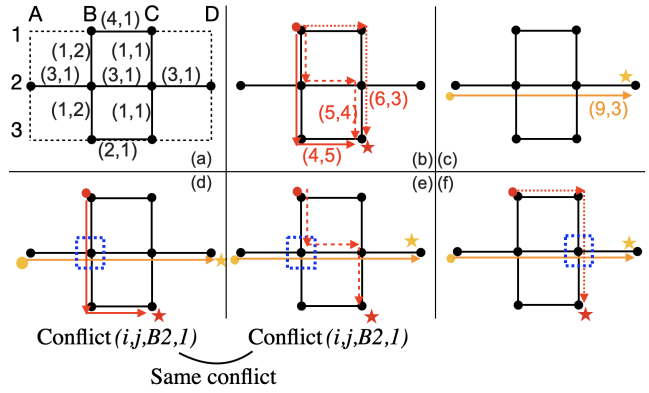 A B C D
(4,1)
1
(1,2) (1,1)
2 (3,1) (3,1) (3,1)
(1,2) (1,1)
3
(2,1)
(a)
(5,4) (6,3)
(4,5)
(b)
(9,3)
(c)
(d)
(e)
(f)
Conflict(i,j,B2,1) Conflict(i,j,B2,1)
Same conflict